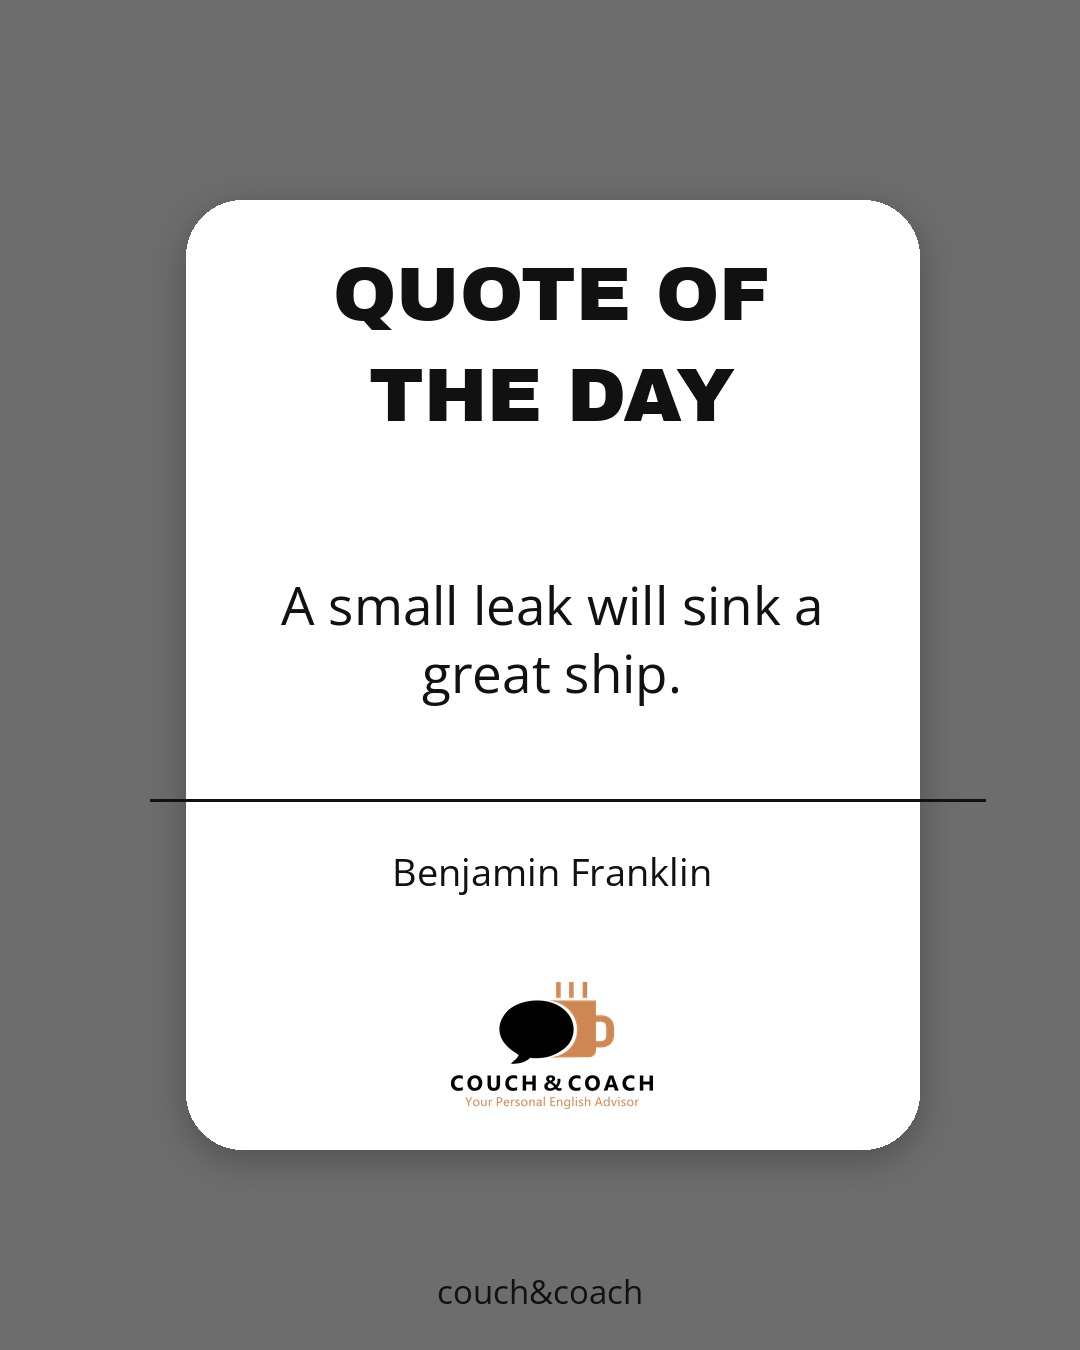 QUOTE OF
THE DAY
A small leak will sink a
great ship.
Benjamin Franklin
COUCH & COACH
Your Personal English Advisor
couch&coach